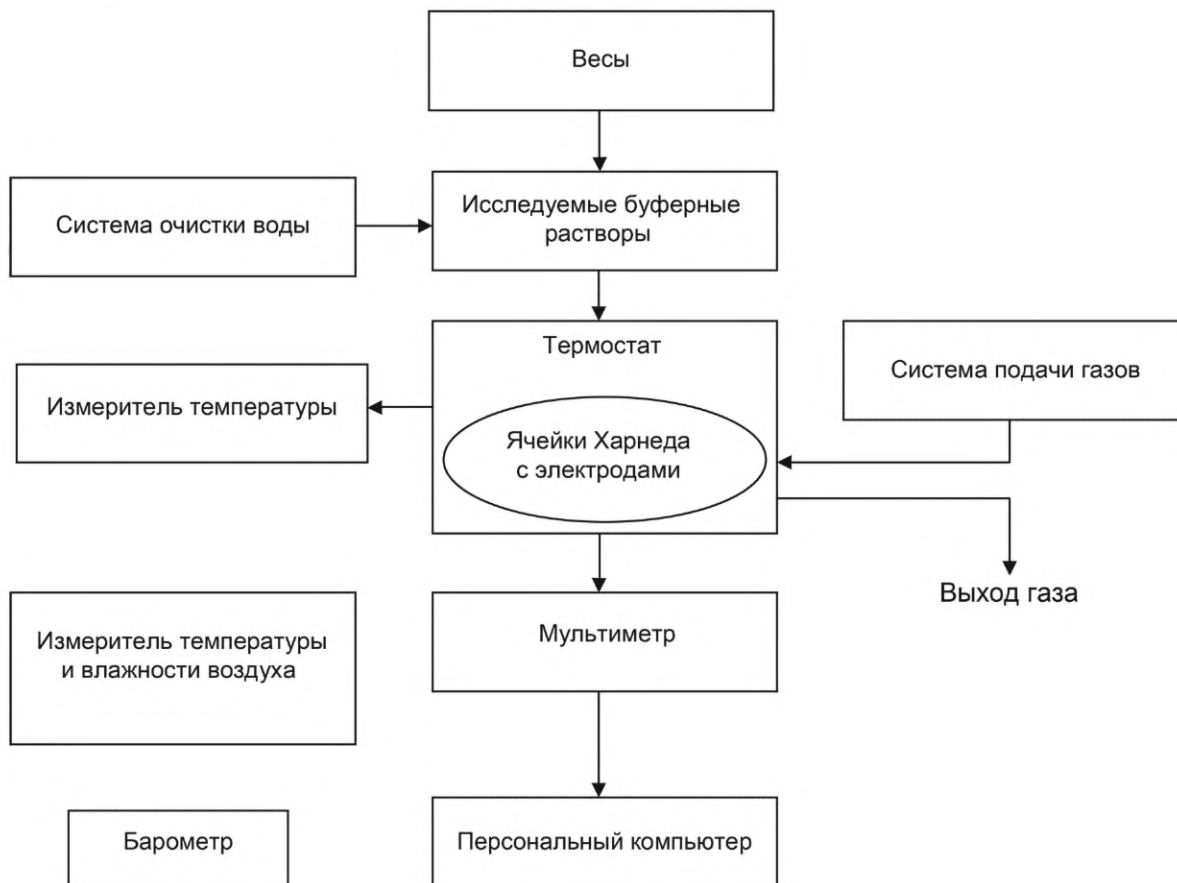 Весы
Система очистки воды
Исследуемые буферные
растворы
Термостат
Система подачи газов
Измеритель температуры
Ячейки Харнеда
с электродами
Выход газа
Измеритель температуры
и влажности воздуха
Мультиметр
Барометр
Персональный компьютер